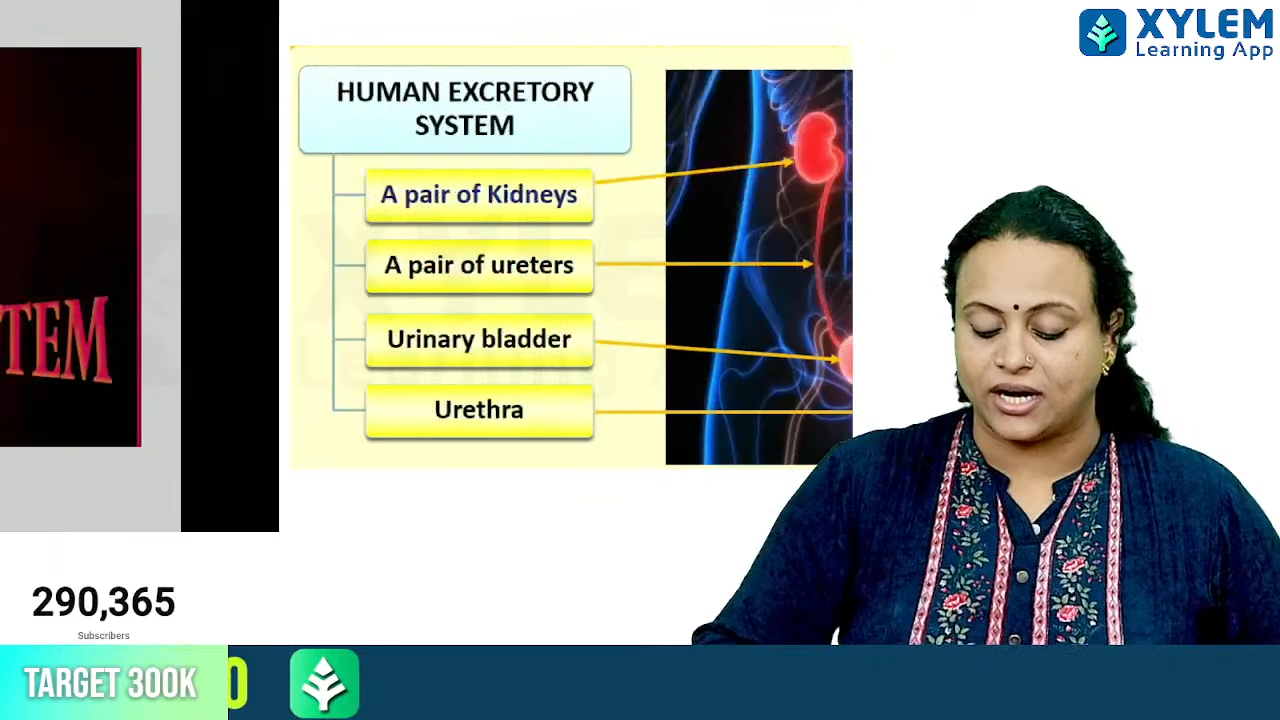 XYLEM
Learning App
HUMAN EXCRETORY
SYSTEM
A pair of Kidneys
A pair of ureters
Urinary bladder
Urethra
TEM
290,365
Subscribers
TARGET 300K
0